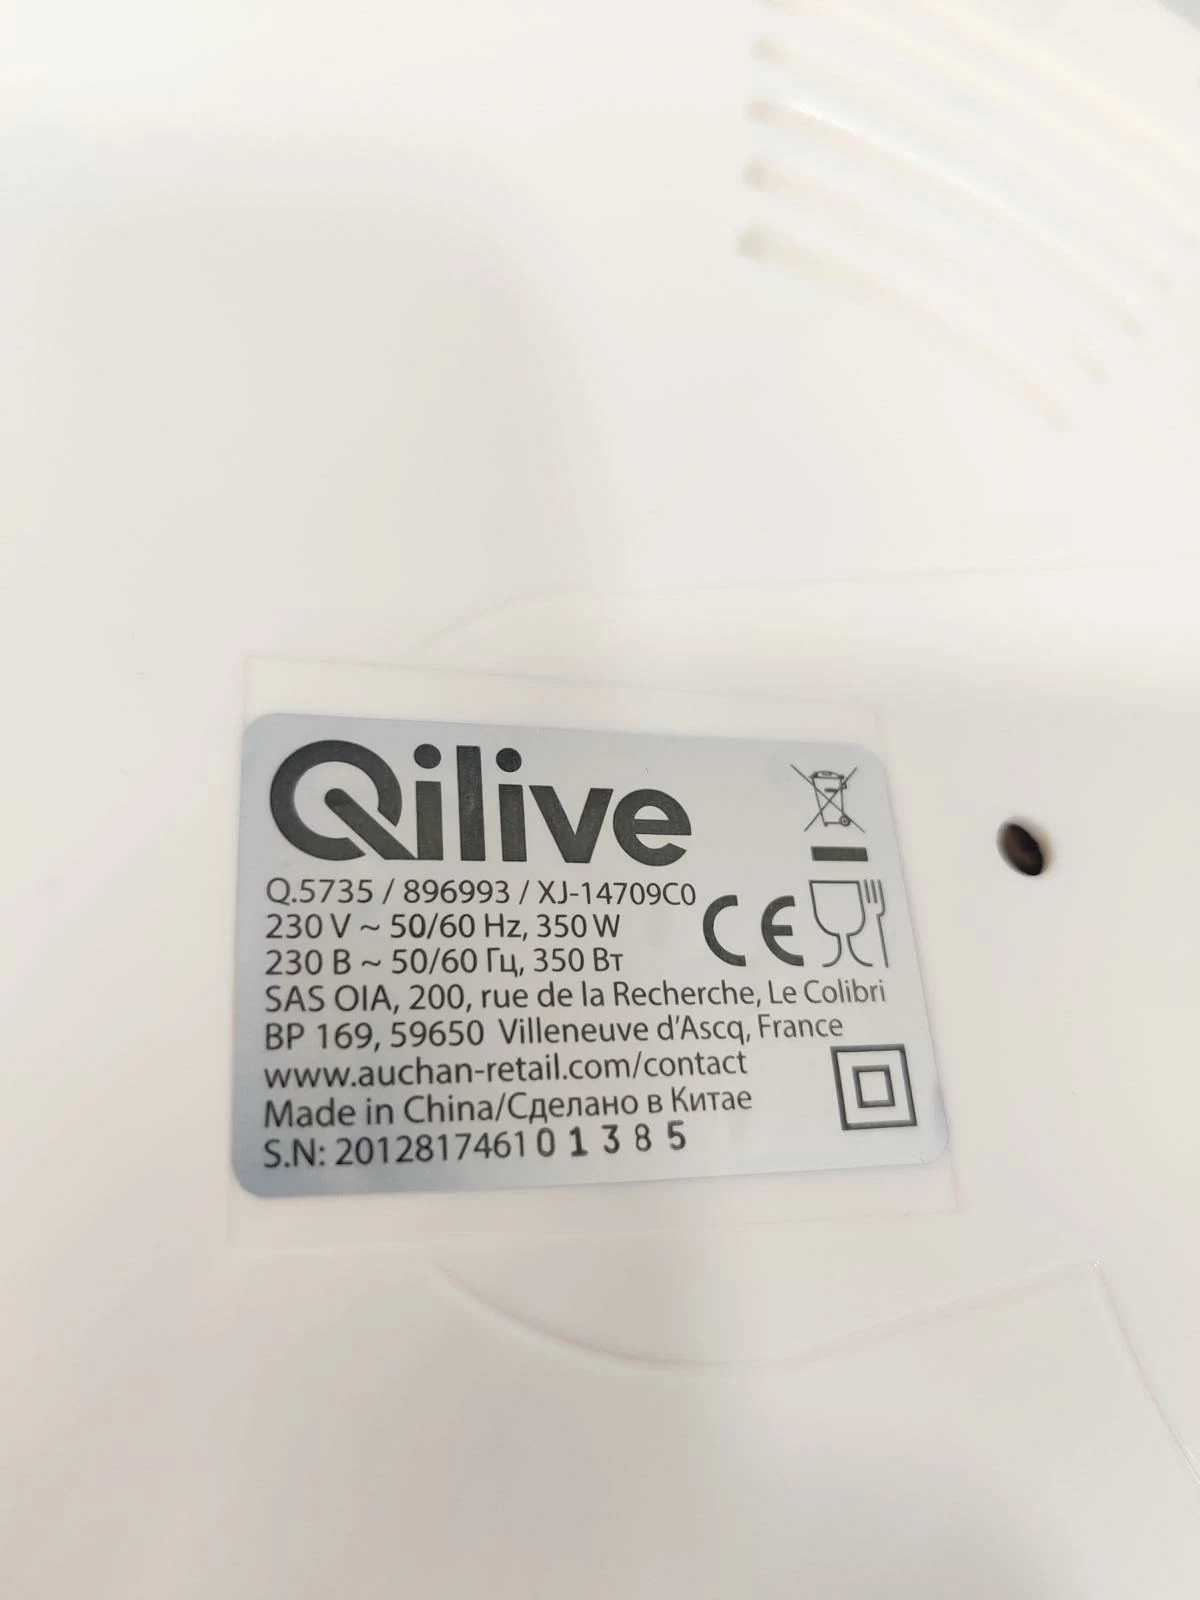 Qilive
Q.5735 / 896993 / XJ-14709C0
230 V ~ 50/60 Hz, 350 W
230 В ~ 50/60 Гц, 350 Вт
CE
SAS OIA, 200, rue de la Recherche, Le Colibri
BP 169, 59650 Villeneuve d'Ascq, France
www.auchan-retail.com/contact
Made in China/Сделано в Китае
S.N: 20128174610 1 3 8 5